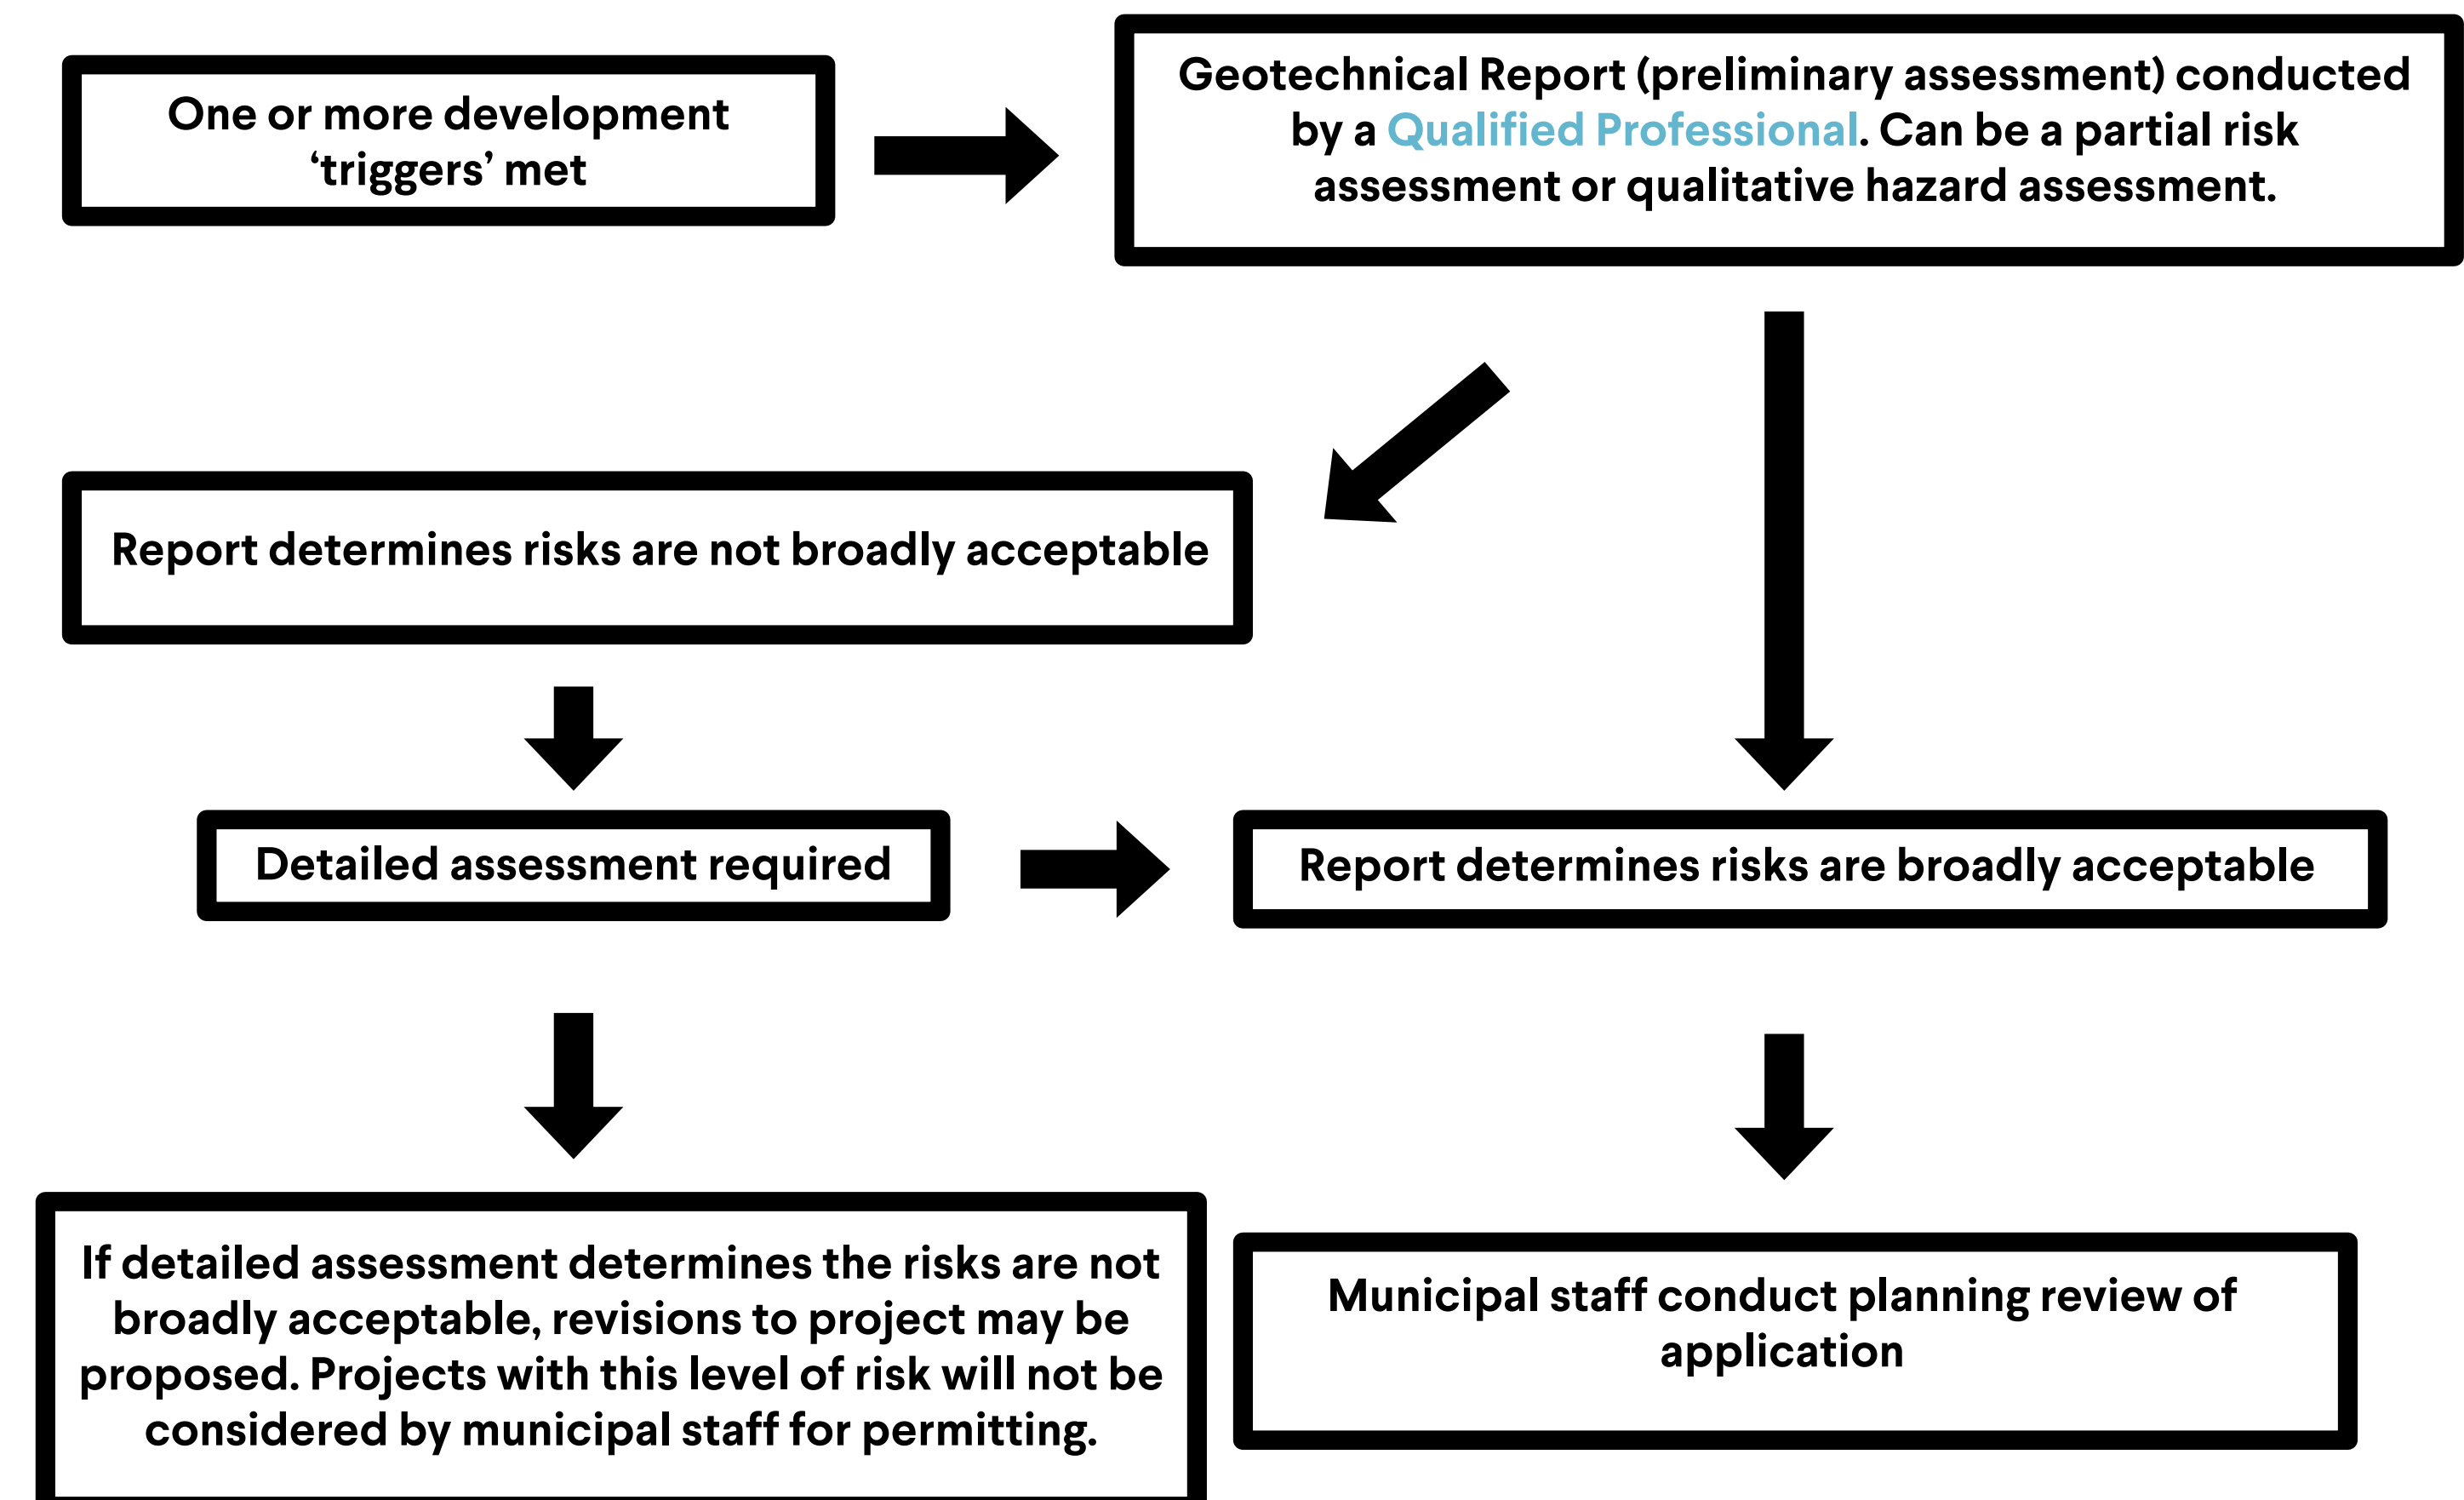 One or more development
‘triggers‘ met
Geotechnical Report (preliminary assessment) conducted
by a Qualified Professional. Can be a partial risk
assessment or qualitative hazard assessment.
Report determines risks are not broadly acceptable
Detailed assessment required
Report determines risks are broadly acceptable
If detailed assessment determines the risks are not
broadly acceptable, revisions to project may be
proposed. Projects with this level of risk will not be
considered by municipal staff for permitting.
Municipal staff conduct planning review of
application